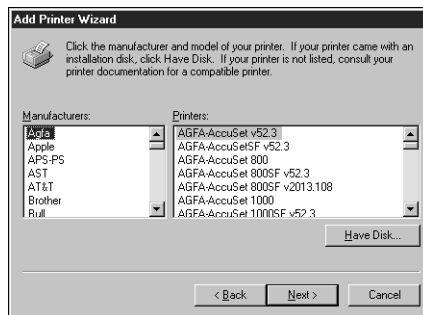 Add Printer Wizard
Click the manufacturer and model of your printer. If your printer came with an
installation disk, click Have Disk. If your printer is not listed, consult your
printer documentation for a compatible printer.
Manufacturers:
Agfa
Apple
APS-PS
AST
AT&T
Brother
Bull
Printers:
AGFA-AccuSet v52.3
AGFA-AccuSetSF v52.3
AGFA-AccuSet 800
AGFA-AccuSet 800SF v52.3
AGFA-AccuSet 800SF v2013.108
AGFA-AccuSet 1000
AGFA-AccuSet 1000SF v52.3
Have Disk...
< Back
Next >
Cancel